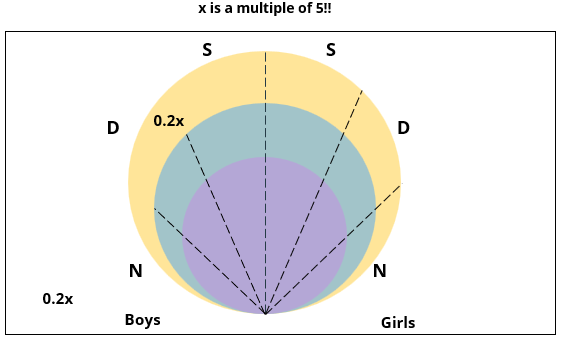 x is a multiple of 5!!
S S
D 0.2x D
N N
0.2x
Boys Girls